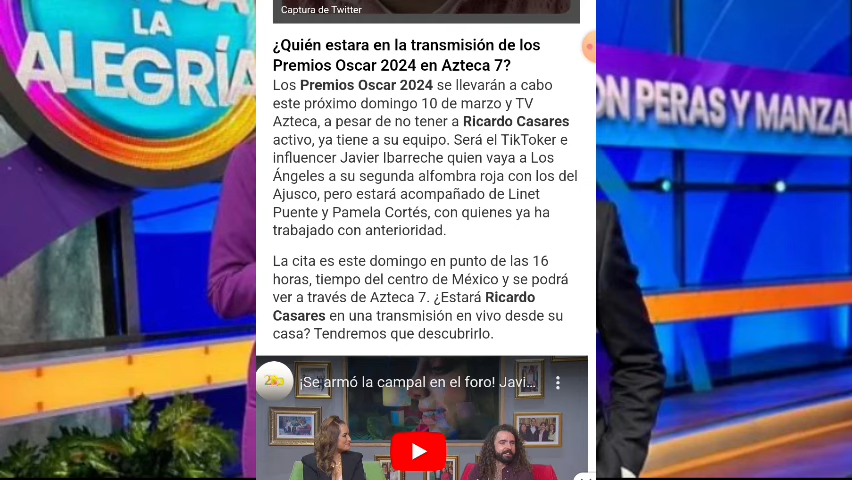 LA
ALEGRÍA
Captura de Twitter
¿Quién estara en la transmisión de los
Premios Oscar 2024 en Azteca 7?
Los Premios Oscar 2024 se llevarán a cabo
este próximo domingo 10 de marzo y TV
Azteca, a pesar de no tener a Ricardo Casares
activo, ya tiene a su equipo. Será el TikToker e
influencer Javier Ibarreche quien vaya a Los
Ángeles a su segunda alfombra roja con los del
Ajusco, pero estará acompañado de Linet
Puente y Pamela Cortés, con quienes ya ha
trabajado con anterioridad.
La cita es este domingo en punto de las 16
horas, tiempo del centro de México y se podrá
ver a través de Azteca 7. ¿Estará Ricardo
Casares en una transmisión en vivo desde su
casa? Tendremos que descubrirlo.
¡Se armó la campal en el foro! Javi...
ON PERAS Y MANZA